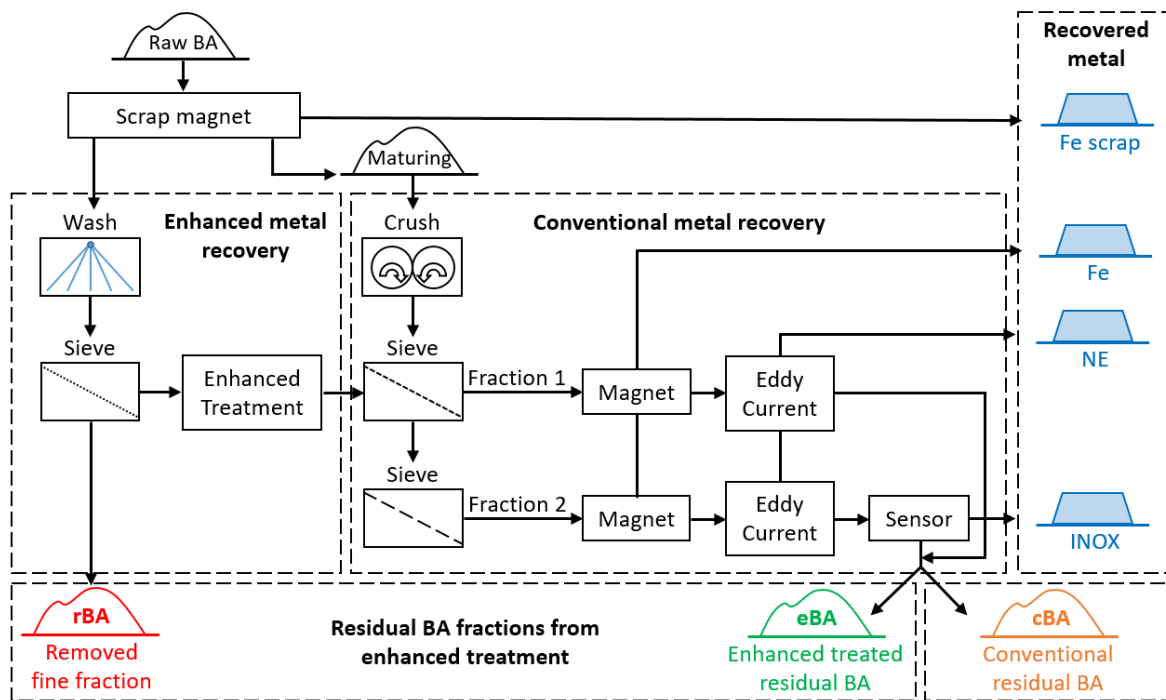 Raw BA
Recovered
metal
Scrap magnet
Fe scrap
Maturing
Wash
Enhanced metal
recovery
Crush
Conventional metal recovery
Fe
Sieve
Sieve
NE
Enhanced
Treatment
Fraction 1
Magnet
Eddy
Current
Sieve
Fraction 2
Magnet
Eddy
Current
Sensor
INOX
rBA
Removed
fine fraction
Residual BA fractions from
enhanced treatment
eBA
Enhanced treated
residual BA
cBA
Conventional
residual BA